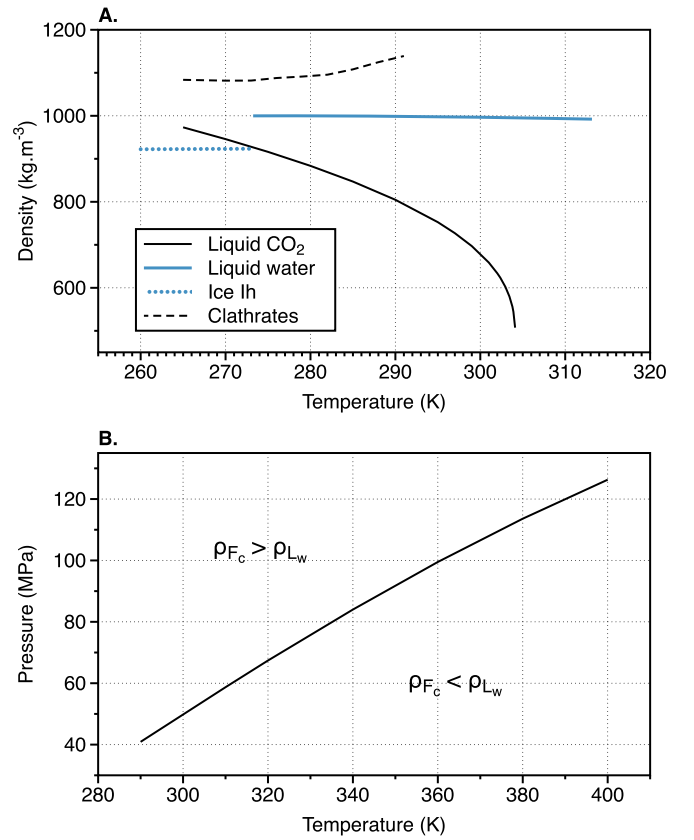 A.
1200
1000
800
600
Density (kg.m-3)
Liquid CO2
Liquid water
Ice Ih
Clathrates
260 270 280 290 300 310 320
Temperature (K)
B.
120
100
80
60
40
Pressure (MPa)
ρFc > ρLw
ρFc < ρLw
280 300 320 340 360 380 400
Temperature (K)